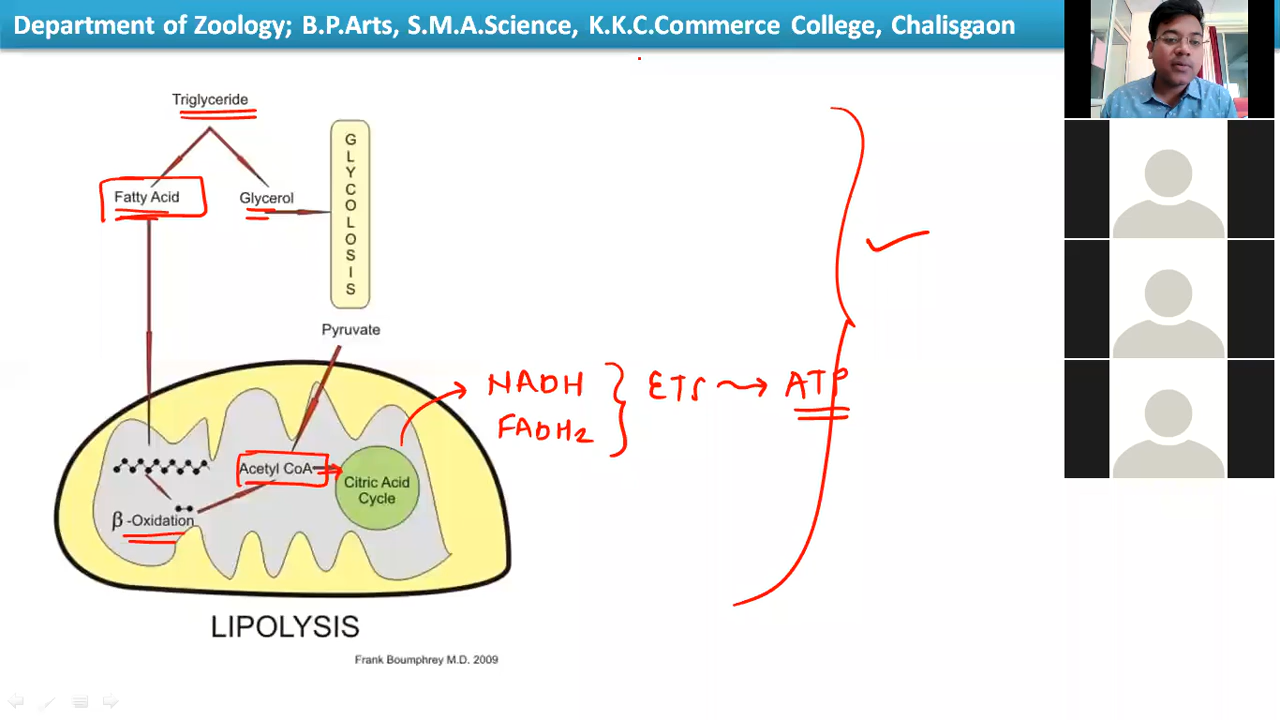 Department of Zoology; B.P.Arts, S.M.A.Science, K.K.C.Commerce College, Chalisgaon
Triglyceride
Fatty Acid
Glycerol
GLYCOLOSIS
Pyruvate
NADH
FADH2
ETS
ATP
Acetyl CoA
Citric Acid
Cycle
β-Oxidation
LIPOLYSIS
Frank Boumphrey M.D. 2009